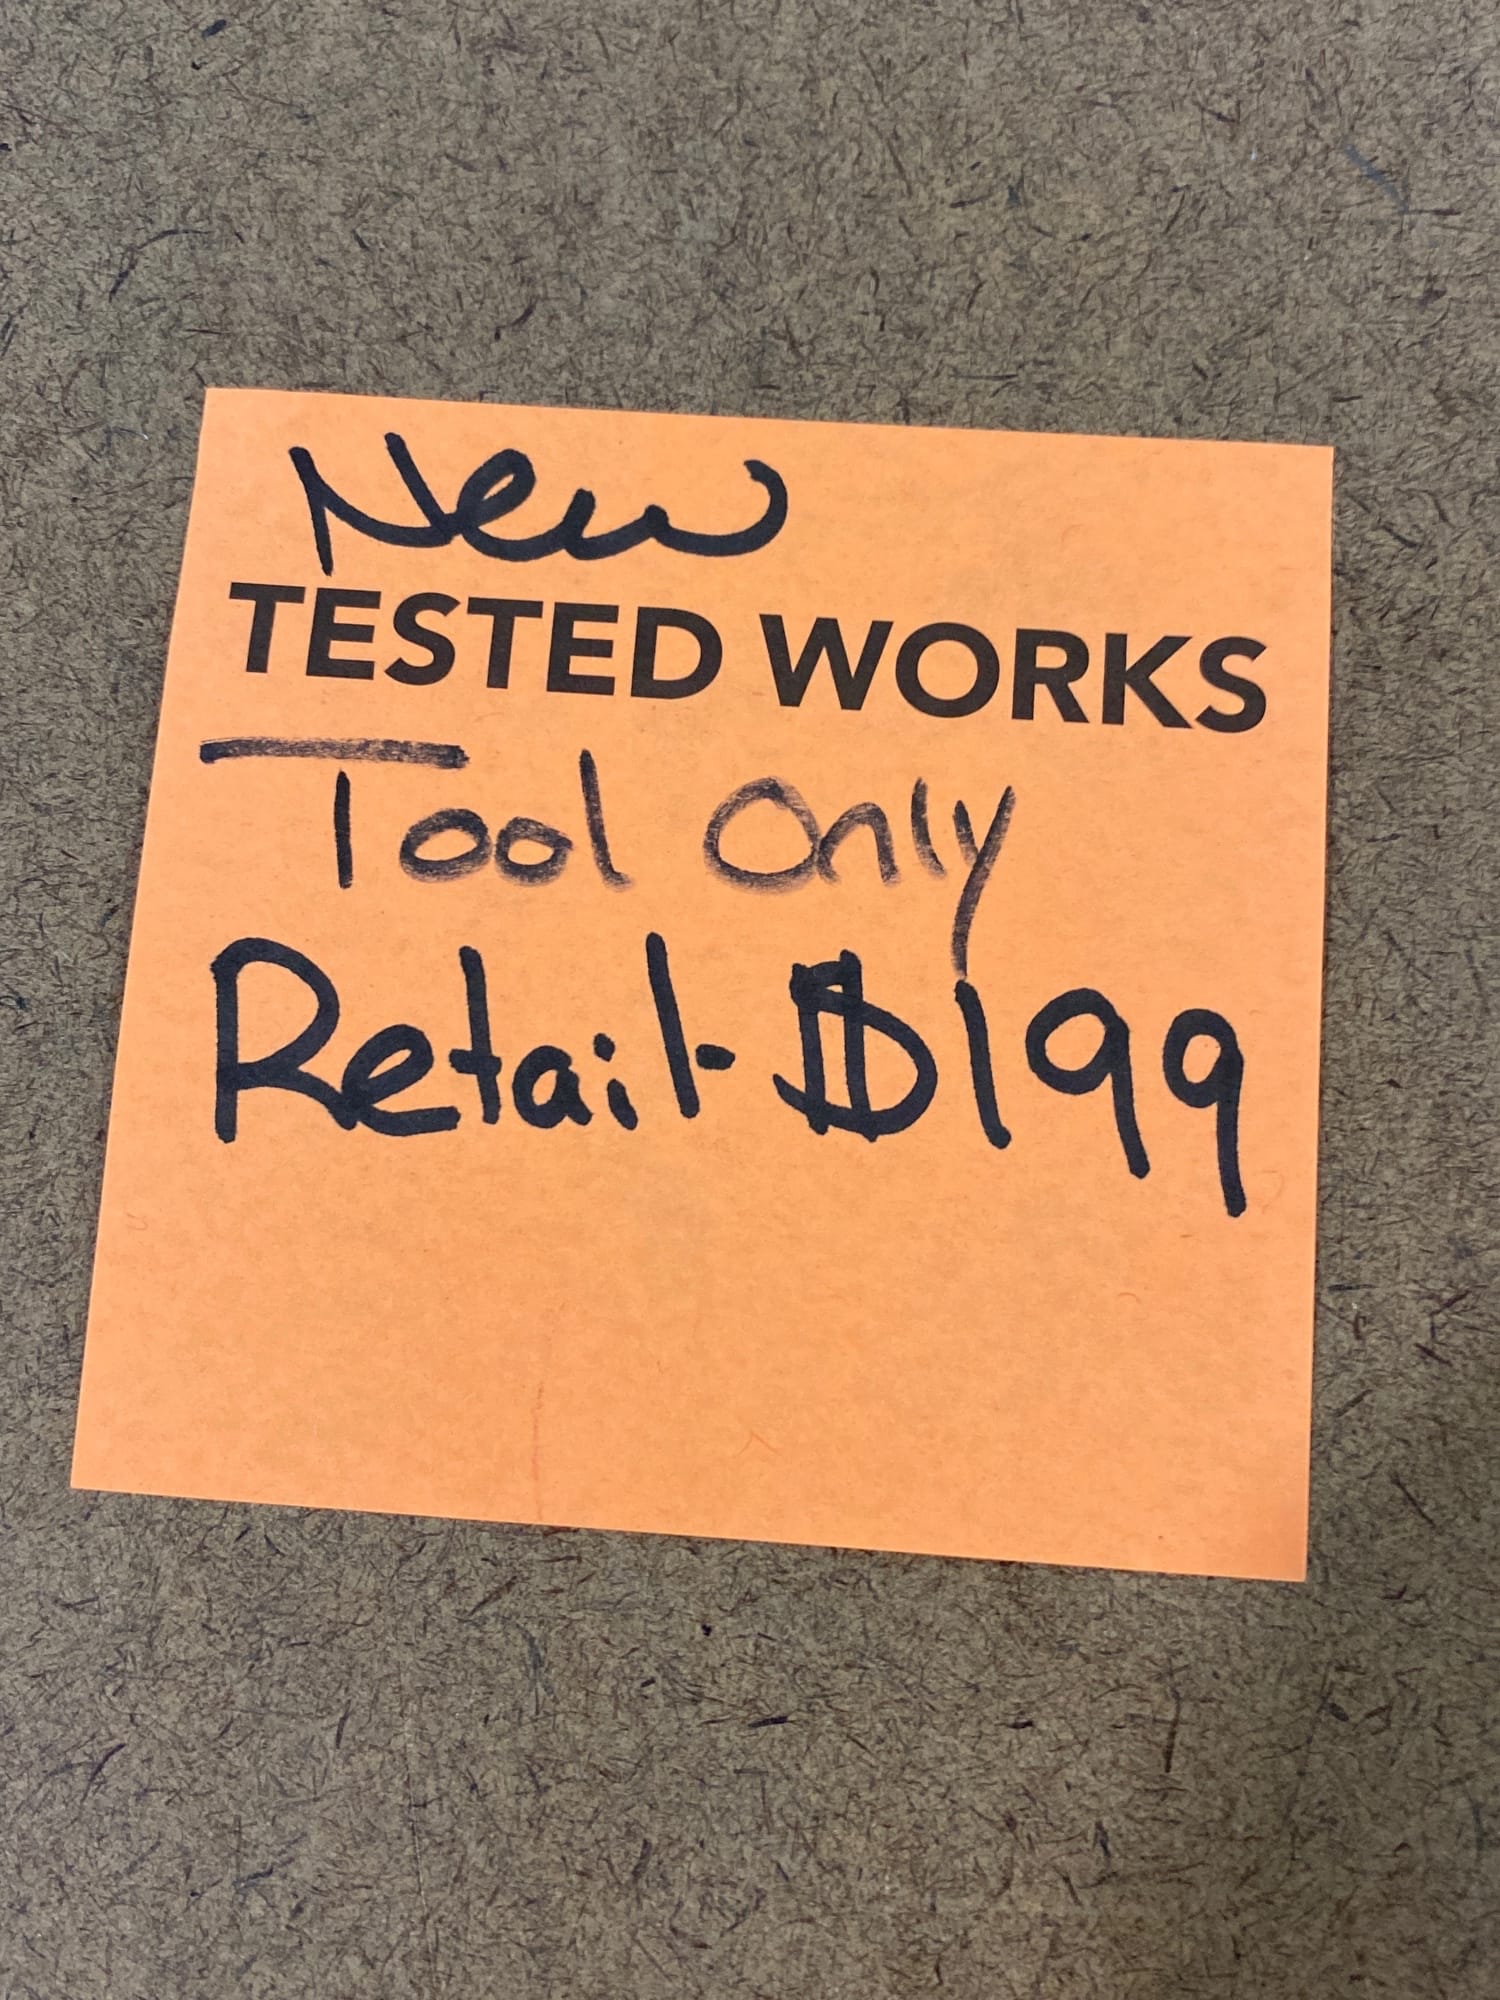 New
TESTED WORKS
Tool Only
Retail - $199